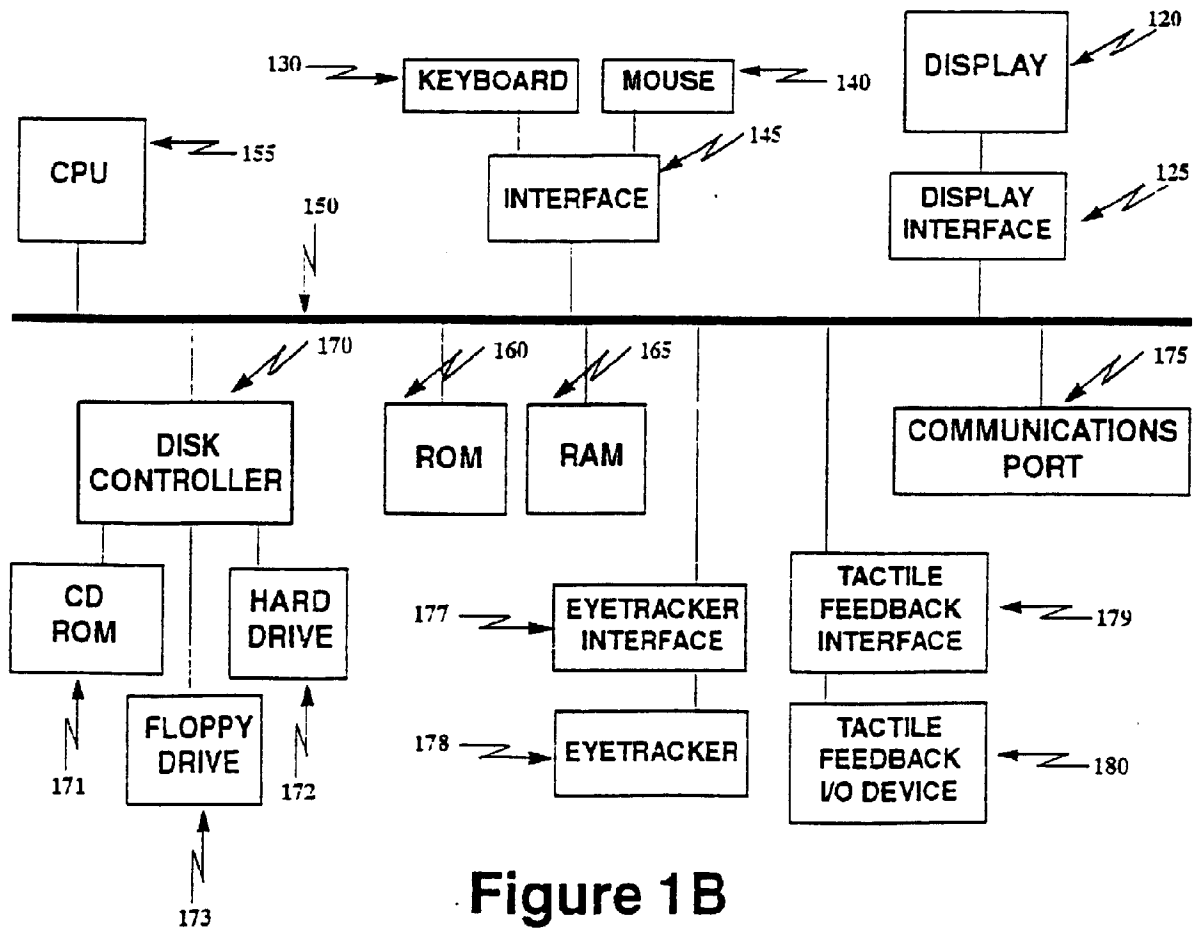 120
130
KEYBOARD
MOUSE
140
DISPLAY
CPU
155
145
INTERFACE
125
DISPLAY
INTERFACE
150
170
160
165
175
DISK
CONTROLLER
ROM
RAM
COMMUNICATIONS
PORT
CD
ROM
HARD
DRIVE
177
EYETRACKER
INTERFACE
TACTILE
FEEDBACK
INTERFACE
179
171
FLOPPY
DRIVE
172
178
EYETRACKER
TACTILE
FEEDBACK
I/O DEVICE
180
173
Figure 1B